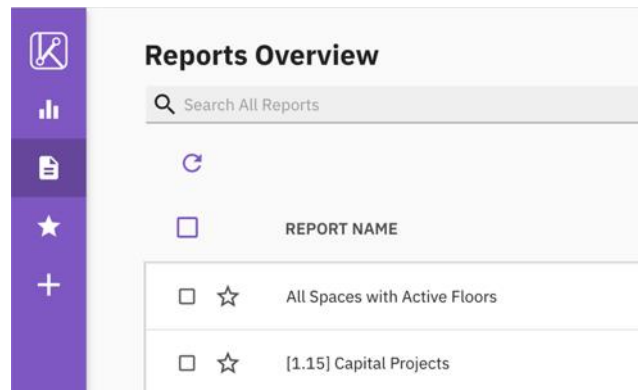 Reports Overview
Search All Reports
REPORT NAME
All Spaces with Active Floors
[1.15] Capital Projects